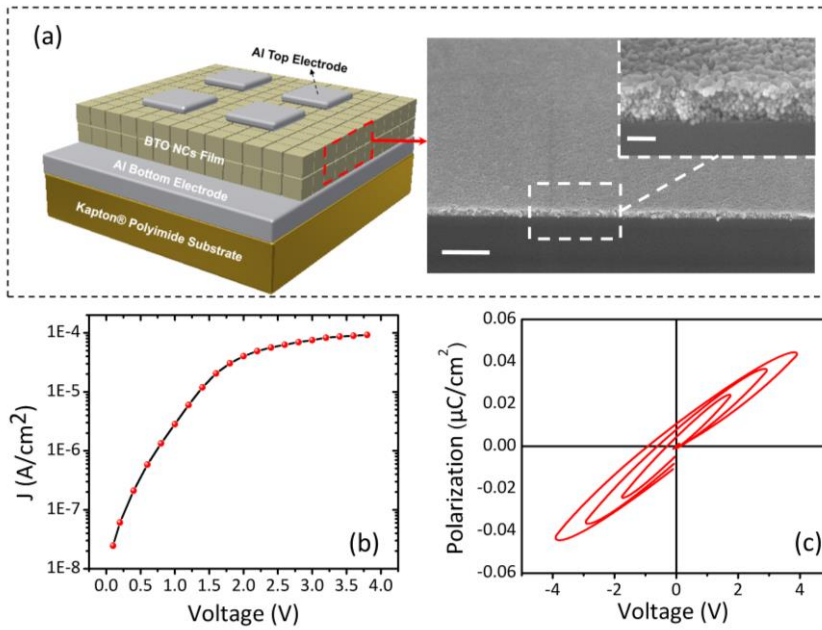 (a)
Al Top Electrode
BTO NCs Film
Al Bottom Electrode
Kapton® Polyimide Substrate
1E-4
1E-5
1E-6
1E-7
1E-8
J (A/cm²)
0.0 0.5 1.0 1.5 2.0 2.5 3.0 3.5 4.0
Voltage (V)
(b)
0.06
0.04
0.02
0.00
-0.02
-0.04
-0.06
Polarization (µC/cm²)
-4 -2 0 2 4
Voltage (V)
(c)